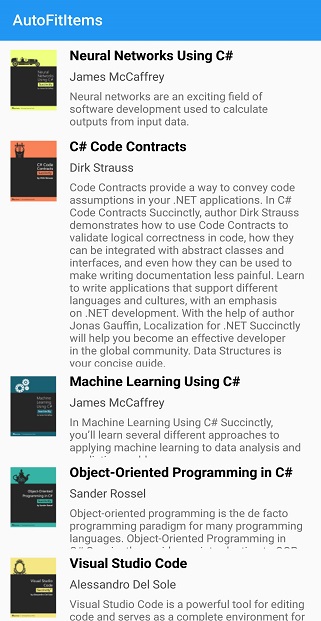 AutoFitItems
Neural Networks Using C#
James McCaffrey
Neural networks are an exciting field of
software development used to calculate
outputs from input data.
C# Code Contracts
Dirk Strauss
Code Contracts provide a way to convey code
assumptions in your .NET applications. In C#
Code Contracts Succinctly, author Dirk Strauss
demonstrates how to use Code Contracts to
validate logical correctness in code, how they
can be integrated with abstract classes and
interfaces, and even how they can be used to
make writing documentation less painful. Learn
to write applications that support different
languages and cultures, with an emphasis
on .NET development. With the help of author
Jonas Gauffin, Localization for .NET Succinctly
will help you become an effective developer
in the global community. Data Structures is
your concise guide.
Machine Learning Using C#
James McCaffrey
In Machine Learning Using C# Succinctly,
you'll learn several different approaches to
applying machine learning to data analysis and
Object-Oriented Programming in C#
Sander Rossel
Object-oriented programming is the de facto
programming paradigm for many programming
languages. Object-Oriented Programming in
Visual Studio Code
Alessandro Del Sole
Visual Studio Code is a powerful tool for editing
code and serves as a complete environment for